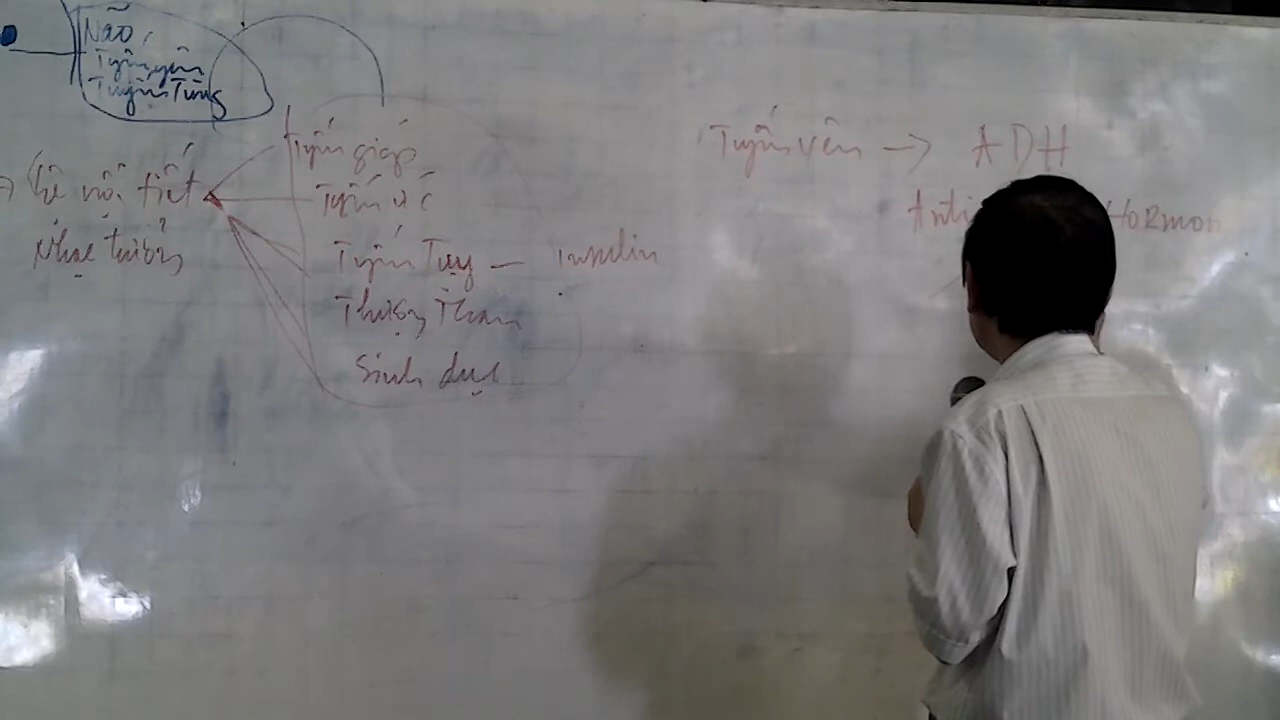 Não,
Tuyến yên
Tuyến Tùng
→ Hệ nội tiết
Nhạc trưởng
Tuyến giáp
Tuyến ức
Tuyến Tụy — insulin
Thượng Thận
Sinh dục
Tuyến yên → ADH
Anti HORMON